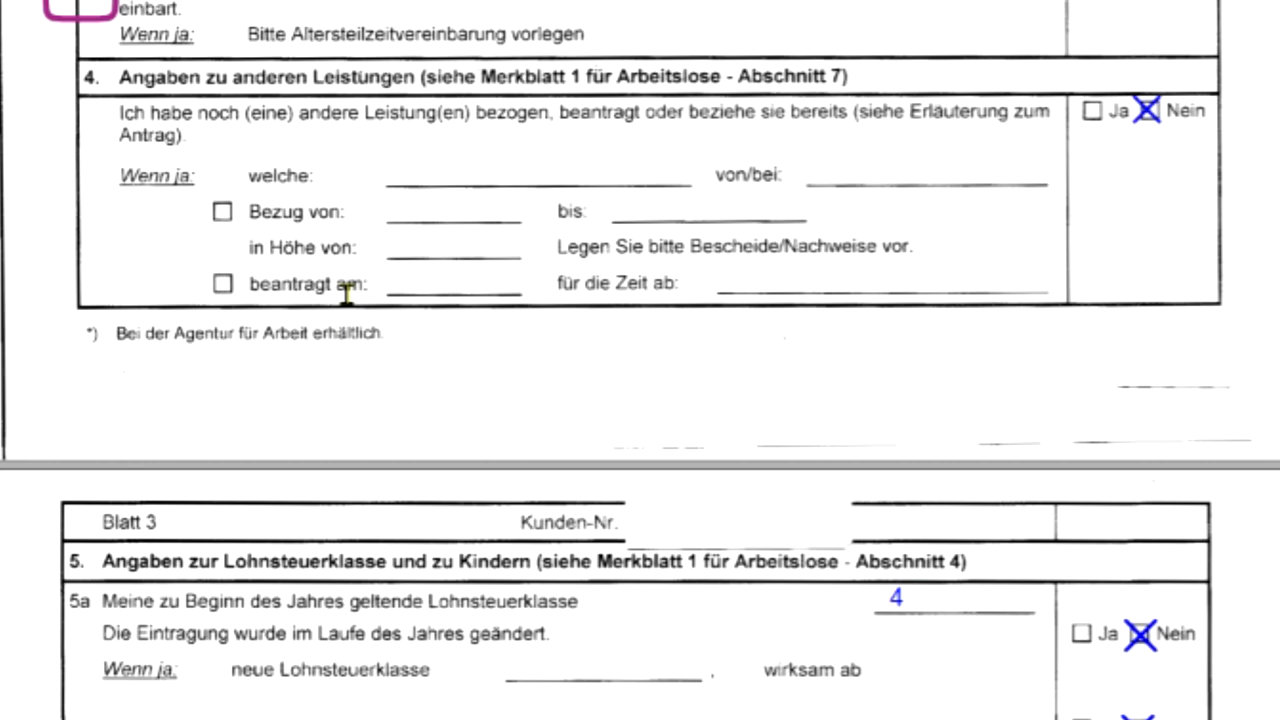 einbart.
Wenn ja: Bitte Altersteilzeitvereinbarung vorlegen
4. Angaben zu anderen Leistungen (siehe Merkblatt 1 für Arbeitslose - Abschnitt 7)
Ich habe noch (eine) andere Leistung(en) bezogen, beantragt oder beziehe sie bereits (siehe Erläuterung zum Ja Nein
Antrag).
Wenn ja: welche: von/bei:
Bezug von: bis:
in Höhe von: Legen Sie bitte Bescheide/Nachweise vor.
beantragt am: für die Zeit ab:
*) Bei der Agentur für Arbeit erhältlich.
Blatt 3 Kunden-Nr.
5. Angaben zur Lohnsteuerklasse und zu Kindern (siehe Merkblatt 1 für Arbeitslose - Abschnitt 4)
5a Meine zu Beginn des Jahres geltende Lohnsteuerklasse 4
Die Eintragung wurde im Laufe des Jahres geändert. Ja Nein
Wenn ja: neue Lohnsteuerklasse , wirksam ab